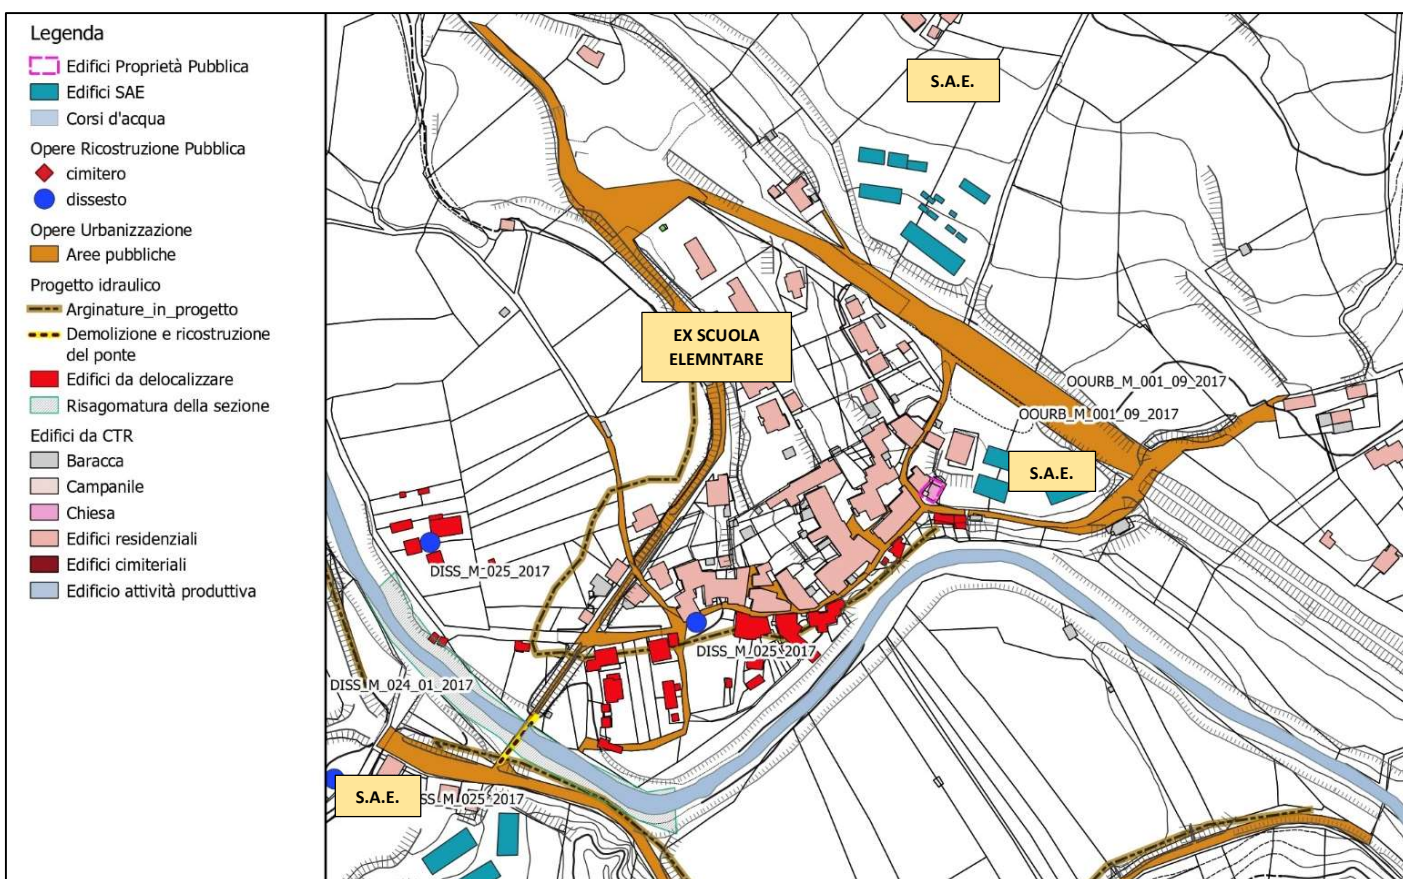 Legenda
Edifici Proprietà Pubblica
Edifici SAE
Corsi d'acqua
Opere Ricostruzione Pubblica
cimitero
dissesto
Opere Urbanizzazione
Aree pubbliche
Progetto idraulico
Arginature_in_progetto
Demolizione e ricostruzione
del ponte
Edifici da delocalizzare
Risagomatura della sezione
Edifici da CTR
Baracca
Campanile
Chiesa
Edifici residenziali
Edifici cimiteriali
Edificio attività produttiva
S.A.E.
EX SCUOLA
ELEMNTARE
OOURB_M_001_09_2017
OOURB_M_001_09_2017
S.A.E.
DISS_M_025_2017
DISS_M_025_2017
DISS_M_024_01_2017
S.A.E.
SS_M_025_2017